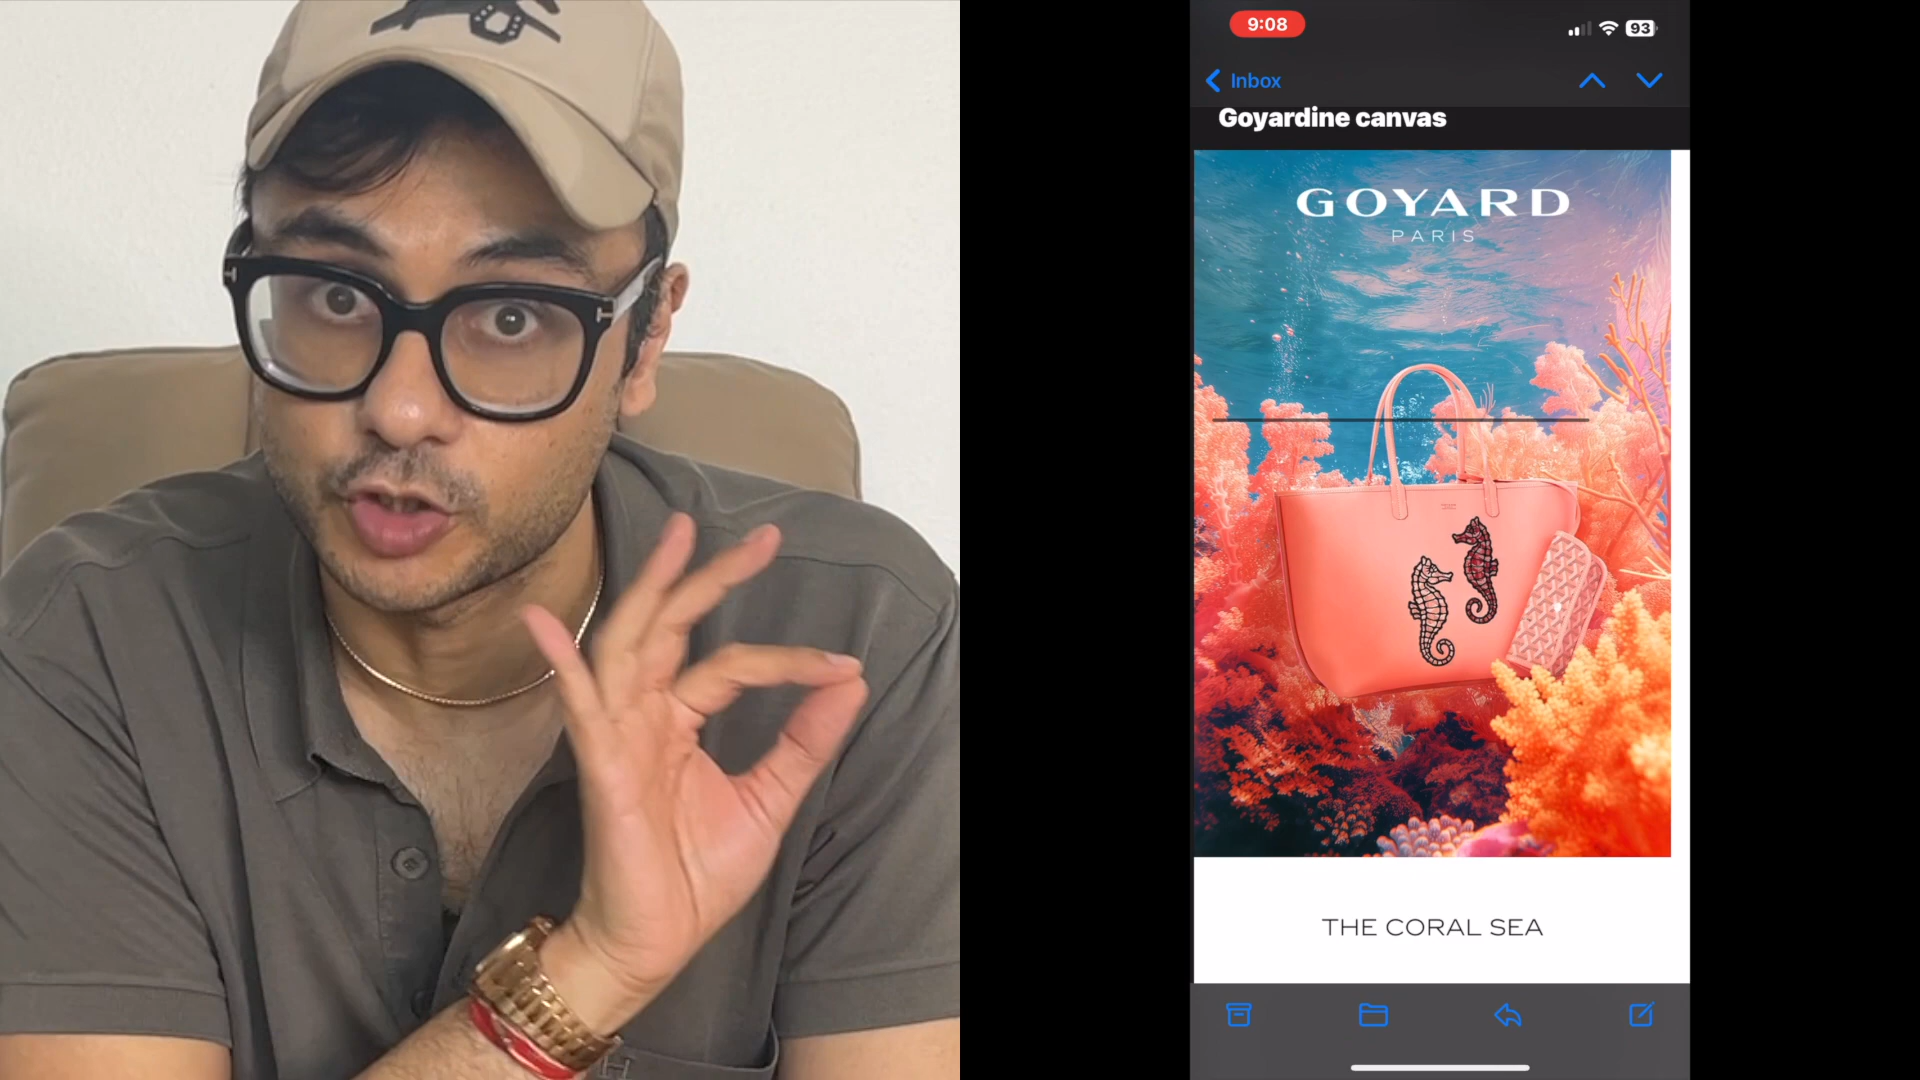 9:08
93
Inbox
Goyardine canvas
GOYARD
PARIS
THE CORAL SEA